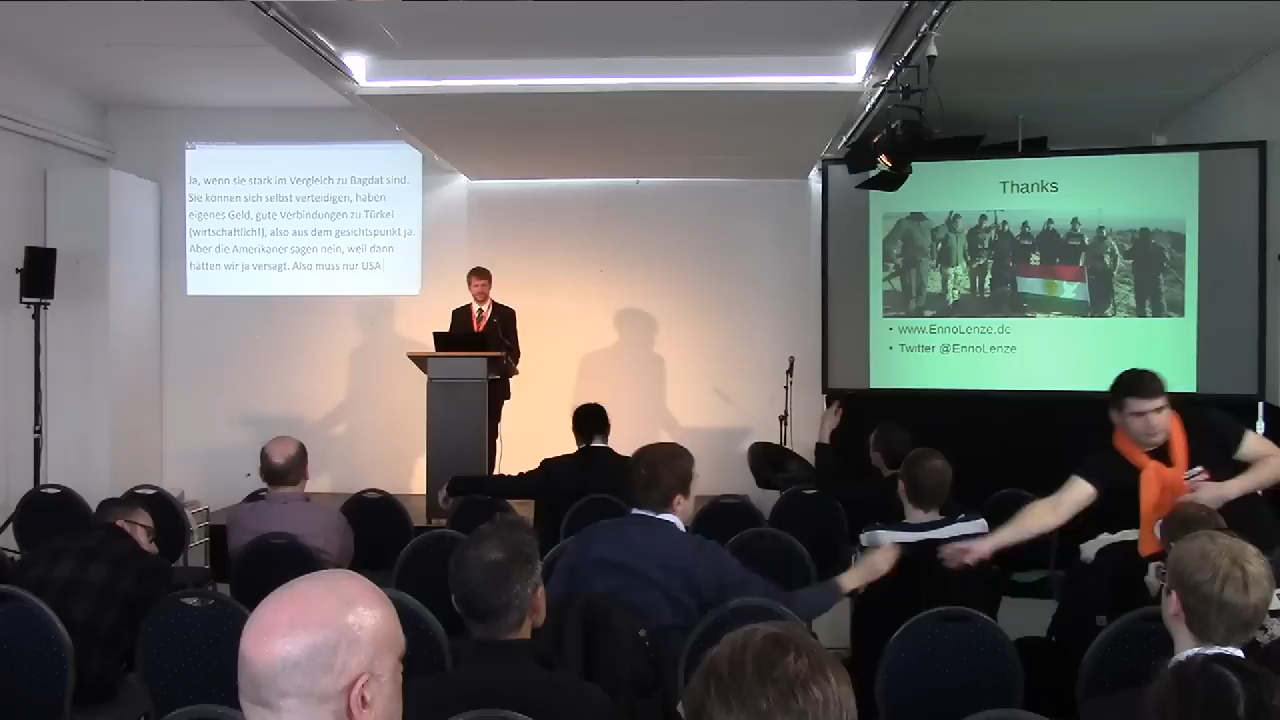 Ja, wenn sie stark im Vergleich zu Bagdat sind.
Sie können sich selbst verteidigen, haben
eigenes Geld, gute Verbindungen zu Türkei
(wirtschaftlich!), also aus dem gesichtspunkt ja.
Aber die Amerikaner sagen nein, weil dann
hätten wir ja versagt. Also muss nur USA
Thanks
• www.EnnoLenze.de
• Twitter @EnnoLenze